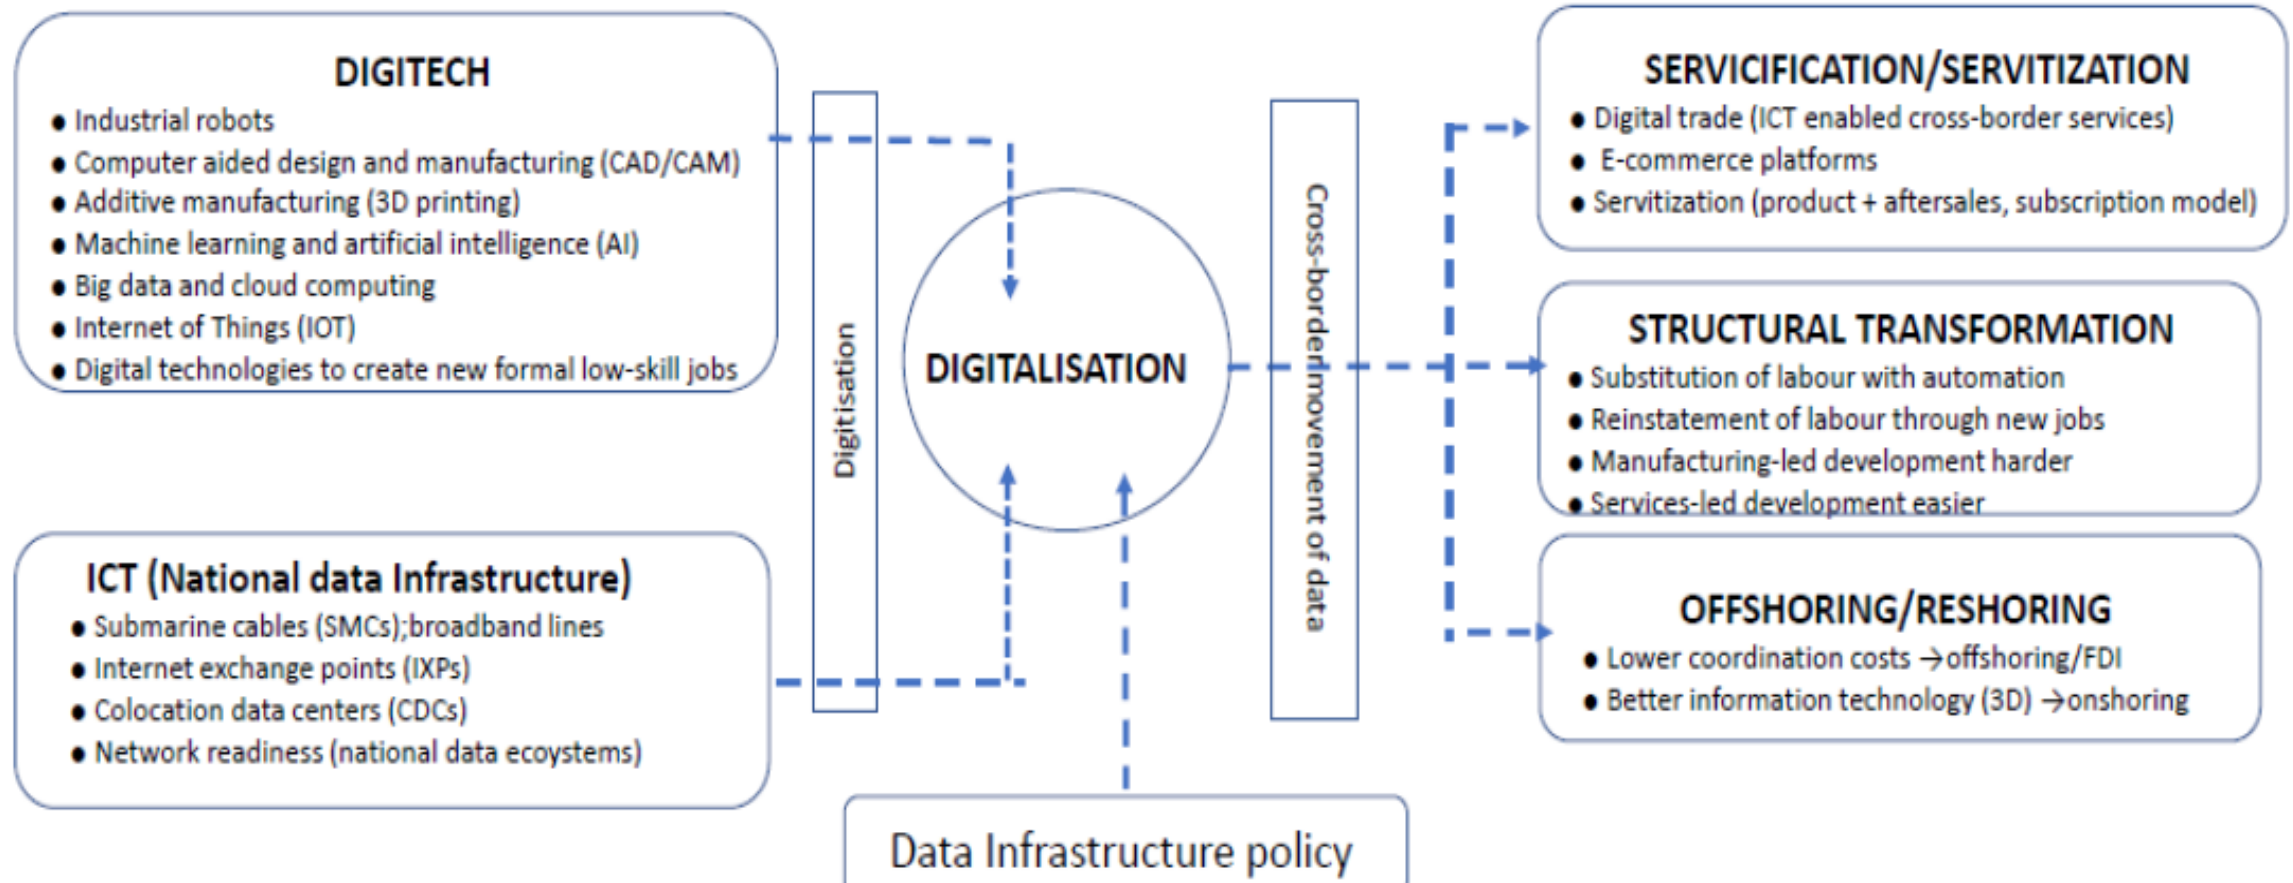 DIGITECH
● Industrial robots
● Computer aided design and manufacturing (CAD/CAM)
● Additive manufacturing (3D printing)
● Machine learning and artificial intelligence (AI)
● Big data and cloud computing
● Internet of Things (IOT)
● Digital technologies to create new formal low-skill jobs
ICT (National data Infrastructure)
● Submarine cables (SMCs);broadband lines
● Internet exchange points (IXPs)
● Colocation data centers (CDCs)
● Network readiness (national data ecoystems)
Digitisation
DIGITALISATION
Data Infrastructure policy
Cross-border movement of data
SERVICIFICATION/SERVITIZATION
● Digital trade (ICT enabled cross-border services)
● E-commerce platforms
● Servitization (product + aftersales, subscription model)
STRUCTURAL TRANSFORMATION
● Substitution of labour with automation
● Reinstatement of labour through new jobs
● Manufacturing-led development harder
● Services-led development easier
OFFSHORING/RESHORING
● Lower coordination costs →offshoring/FDI
● Better information technology (3D) →onshoring